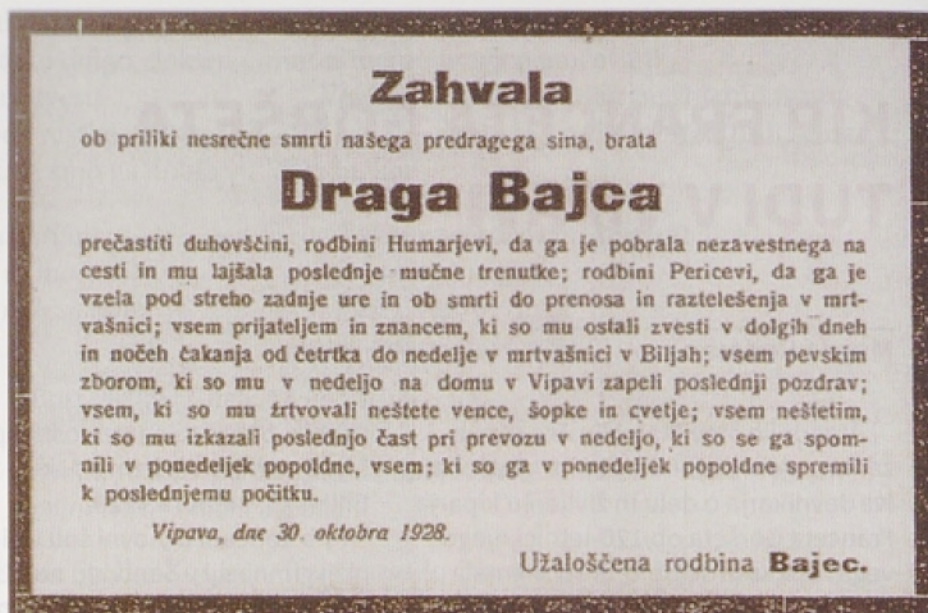 Zahvala
ob priliki nesrečne smrti našega predragega sina, brata
Draga Bajca
prečastiti duhovščini, rodbini Humarjevi, da ga je pobrala nezavestnega na
cesti in mu lajšala poslednje mučne trenutke; rodbini Pericevi, da ga je
vzela pod streho zadnje ure in ob smrti do prenosa in raztelešenja v mrt-
vašnici; vsem prijateljem in znancem, ki so mu ostali zvesti v dolgih dneh
in nočeh čakanja od četrtka do nedelje v mrtvašnici v Biljah; vsem pevskim
zborom, ki so mu v nedeljo na domu v Vipavi zapeli poslednji pozdrav;
vsem, ki so mu žrtvovali neštete vence, šopke in cvetje; vsem neštetim,
ki so mu izkazali poslednjo čast pri prevozu v nedeljo, ki so se ga spom-
nili v ponedeljek popoldne, vsem; ki so ga v ponedeljek popoldne spremili
k poslednjemu počitku.
Vipava, dne 30. oktobra 1928.
Užaloščena rodbina Bajec.